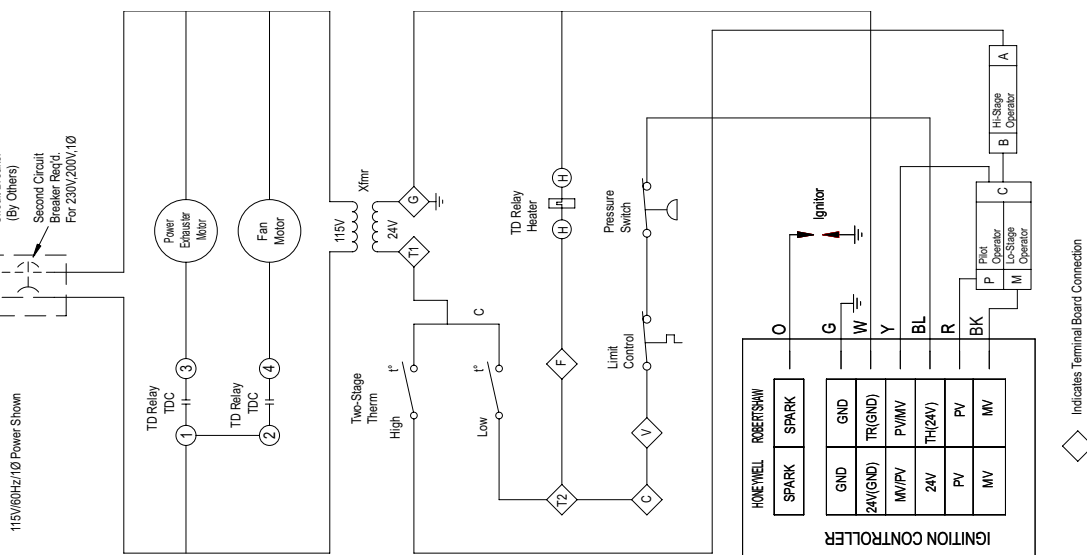 (By Others)
Second Circuit
Breaker Req'd.
For 230V,200V,1Ø
115V/60Hz/1Ø Power Shown
TD Relay
TDC
1
3
Power
Exhauster
Motor
TD Relay
TDC
2
4
Fan
Motor
Xfmr
115V
24V
T1
G
Two-Stage
Therm
High
t°
C
Low
t°
TD Relay
Heater
T2
F
H
H
Limit
Control
Pressure
Switch
C
V
HONEYWELL
ROBERTSHAW
SPARK
SPARK
O
Ignitor
GND
GND
G
24V(GND)
TR(GND)
W
MV/PV
PV/MV
Y
24V
TH(24V)
BL
PV
PV
R
MV
MV
BK
IGNITION CONTROLLER
P
Pilot
Operator
C
M
Lo-Stage
Operator
B
Hi-Stage
Operator
A
Indicates Terminal Board Connection